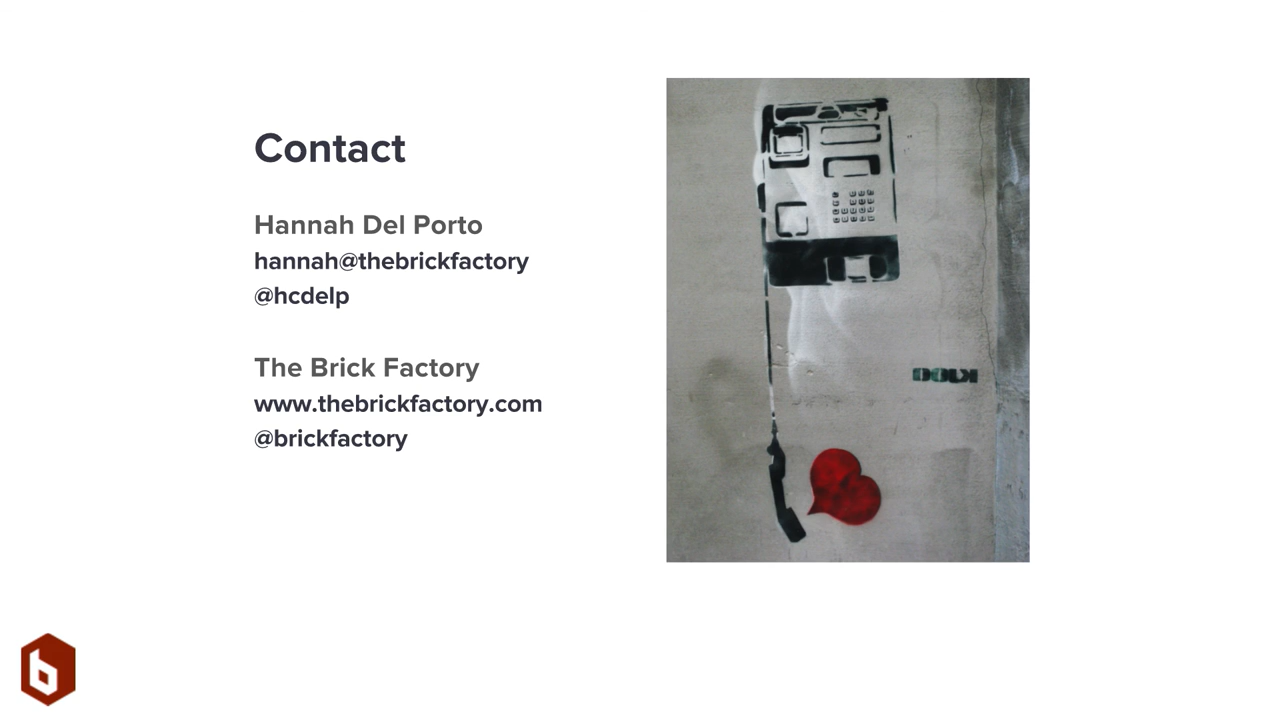 Contact
Hannah Del Porto
hannah@thebrickfactory
@hcdelp
The Brick Factory
www.thebrickfactory.com
@brickfactory
b